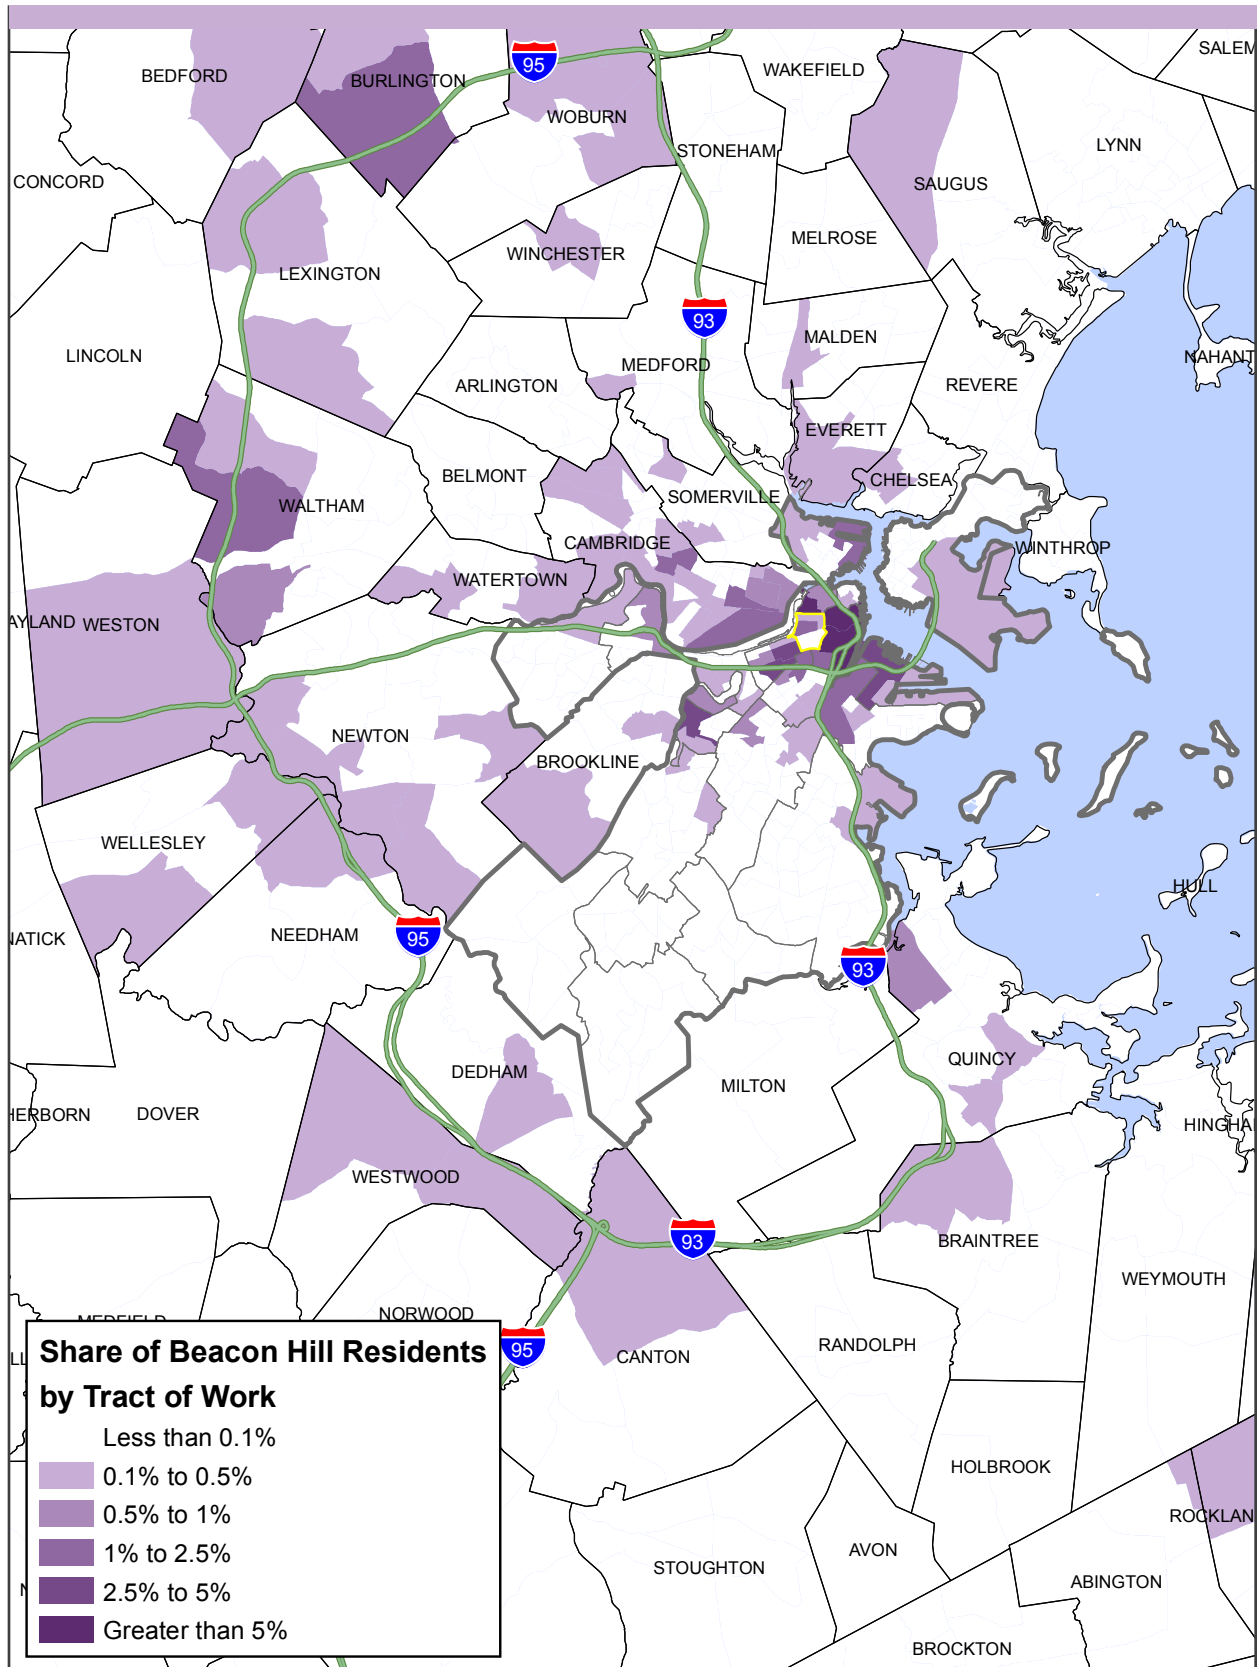 SALEM
95
WAKEFIELD
BEDFORD
BURLINGTON
WOBURN
LYNN
STONEHAM
CONCORD
SAUGUS
MELROSE
WINCHESTER
LEXINGTON
93
MALDEN
LINCOLN
NAHANT
MEDFORD
ARLINGTON
REVERE
EVERETT
BELMONT
CHELSEA
SOMERVILLE
WALTHAM
CAMBRIDGE
WINTHROP
WATERTOWN
AYLAND
WESTON
NEWTON
BROOKLINE
WELLESLEY
HULL
NATICK
NEEDHAM
95
93
QUINCY
DEDHAM
MILTON
HERBORN
DOVER
HINGHA
WESTWOOD
93
BRAINTREE
WEYMOUTH
MEDFIELD
NORWOOD
RANDOLPH
95
CANTON
Share of Beacon Hill Residents
by Tract of Work
Less than 0.1%
0.1% to 0.5%
0.5% to 1%
1% to 2.5%
2.5% to 5%
Greater than 5%
HOLBROOK
ROCKLAN
AVON
STOUGHTON
ABINGTON
BROCKTON